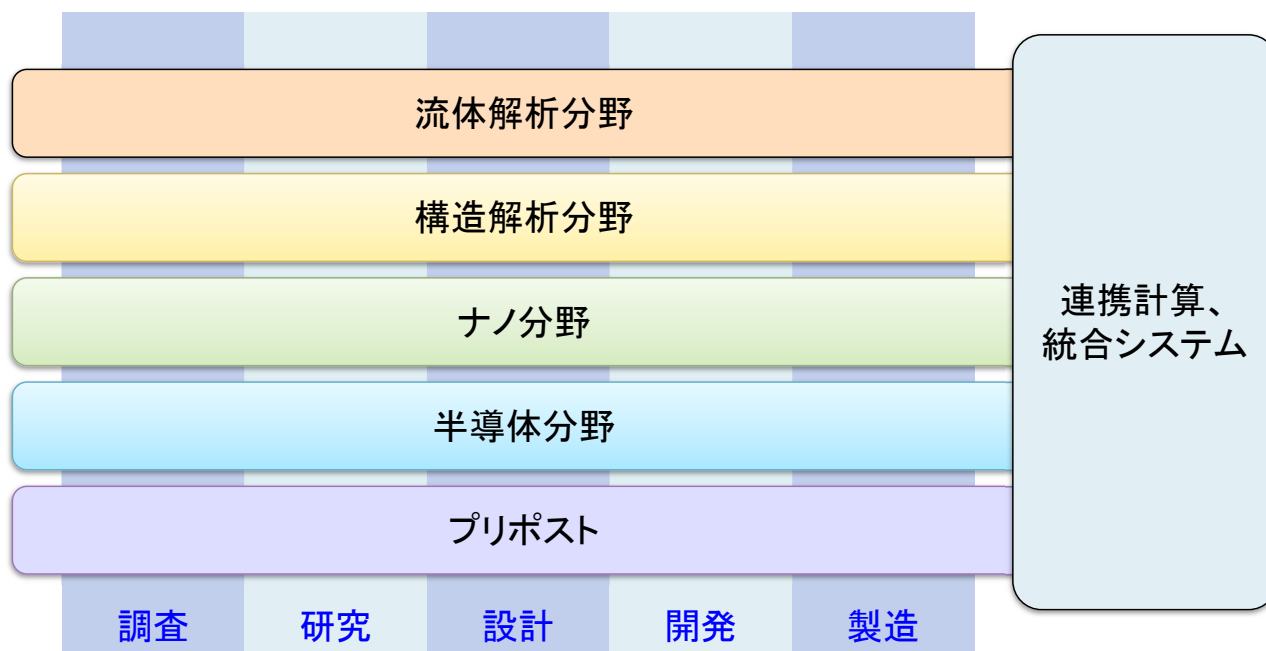 流体解析分野
構造解析分野
ナノ分野
半導体分野
プリポスト
連携計算、
統合システム
調査
研究
設計
開発
製造